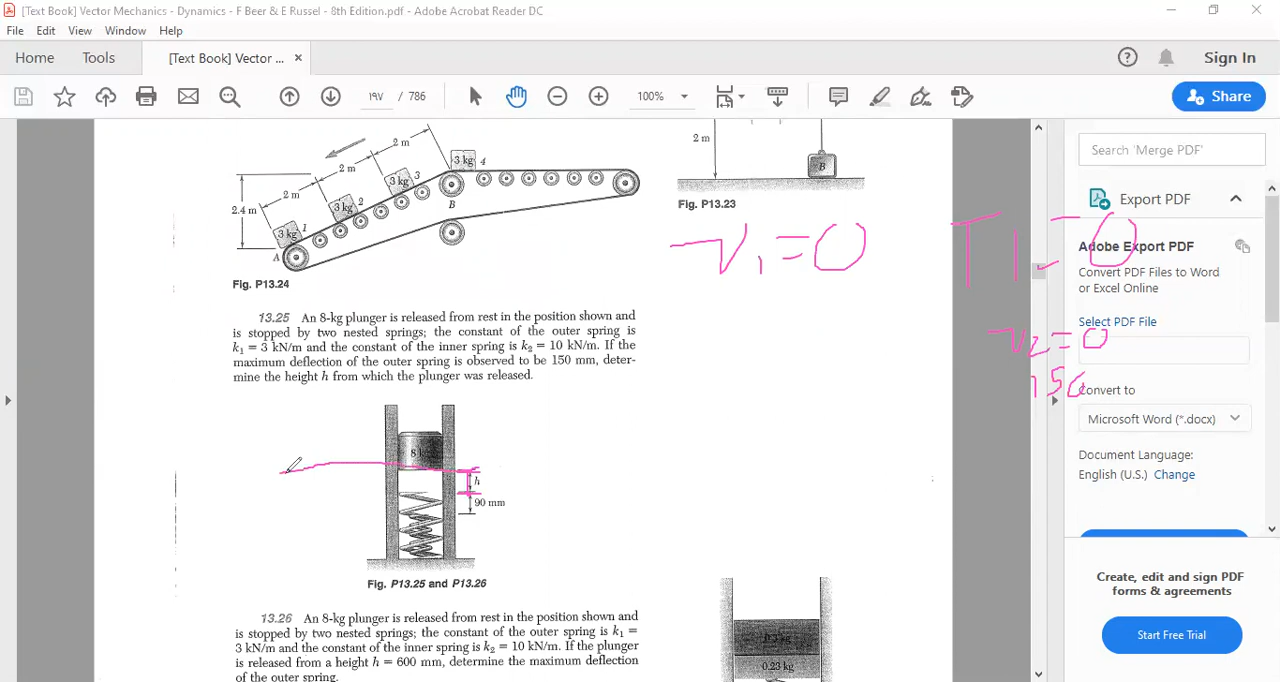 [Text Book] Vector Mechanics - Dynamics - F Beer & E Russel - 8th Edition.pdf - Adobe Acrobat Reader DC
File Edit View Window Help
Home Tools [Text Book] Vector ... × Sign In
١٩٧ / 786 100% Share
2 m
2 m
2 m
2.4 m
3 kg 1
3 kg 2
3 kg 3
3 kg 4
A
B
Fig. P13.24
2 m
B
Fig. P13.23
v1 = 0
T1 = 0
v2 = 0
150
13.25 An 8-kg plunger is released from rest in the position shown and
is stopped by two nested springs; the constant of the outer spring is
k1 = 3 kN/m and the constant of the inner spring is k2 = 10 kN/m. If the
maximum deflection of the outer spring is observed to be 150 mm, deter-
mine the height h from which the plunger was released.
8
h
90 mm
Fig. P13.25 and P13.26
13.26 An 8-kg plunger is released from rest in the position shown and
is stopped by two nested springs; the constant of the outer spring is k1 =
3 kN/m and the constant of the inner spring is k2 = 10 kN/m. If the plunger
is released from a height h = 600 mm, determine the maximum deflection
of the outer spring.
0.23 kg
Search 'Merge PDF'
Export PDF
Adobe Export PDF
Convert PDF Files to Word
or Excel Online
Select PDF File
Convert to
Microsoft Word (*.docx)
Document Language:
English (U.S.) Change
Create, edit and sign PDF
forms & agreements
Start Free Trial